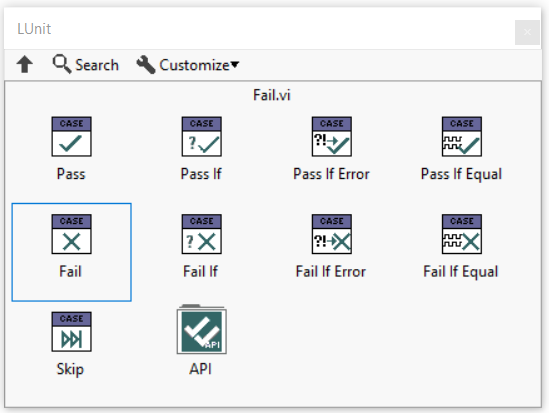 LUnit
Search Customize
Fail.vi
CASE CASE CASE CASE
? ?! 
Pass Pass If Pass If Error Pass If Equal
CASE CASE CASE CASE
? ?!
Fail Fail If Fail If Error Fail If Equal
CASE
API
Skip API